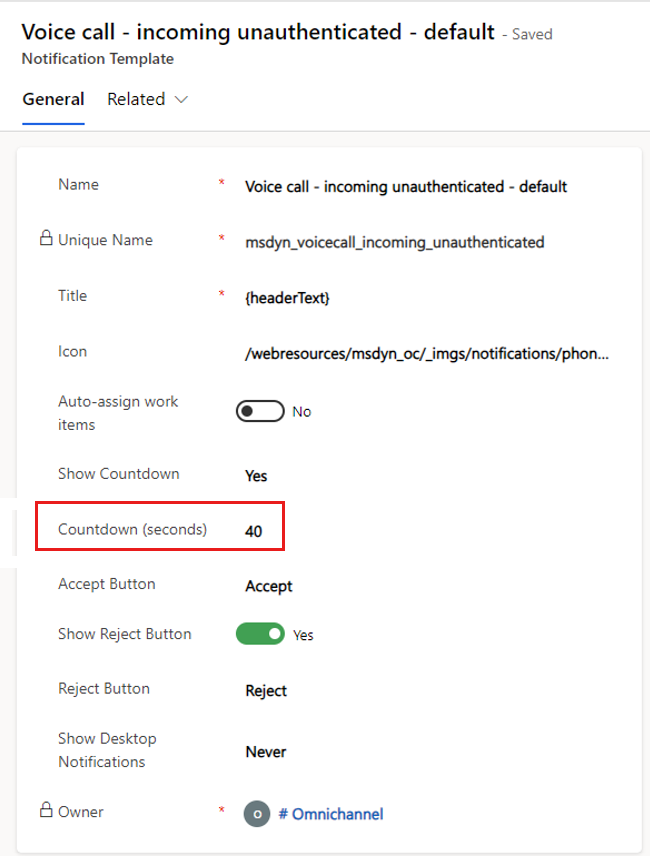 Voice call - incoming unauthenticated - default - Saved
Notification Template
General Related
Name * Voice call - incoming unauthenticated - default
Unique Name * msdyn_voicecall_incoming_unauthenticated
Title * {headerText}
Icon /webresources/msdyn_oc/_imgs/notifications/phon...
Auto-assign work
items
No
Show Countdown Yes
Countdown (seconds) 40
Accept Button Accept
Show Reject Button Yes
Reject Button Reject
Show Desktop
Notifications
Never
Owner * O # Omnichannel